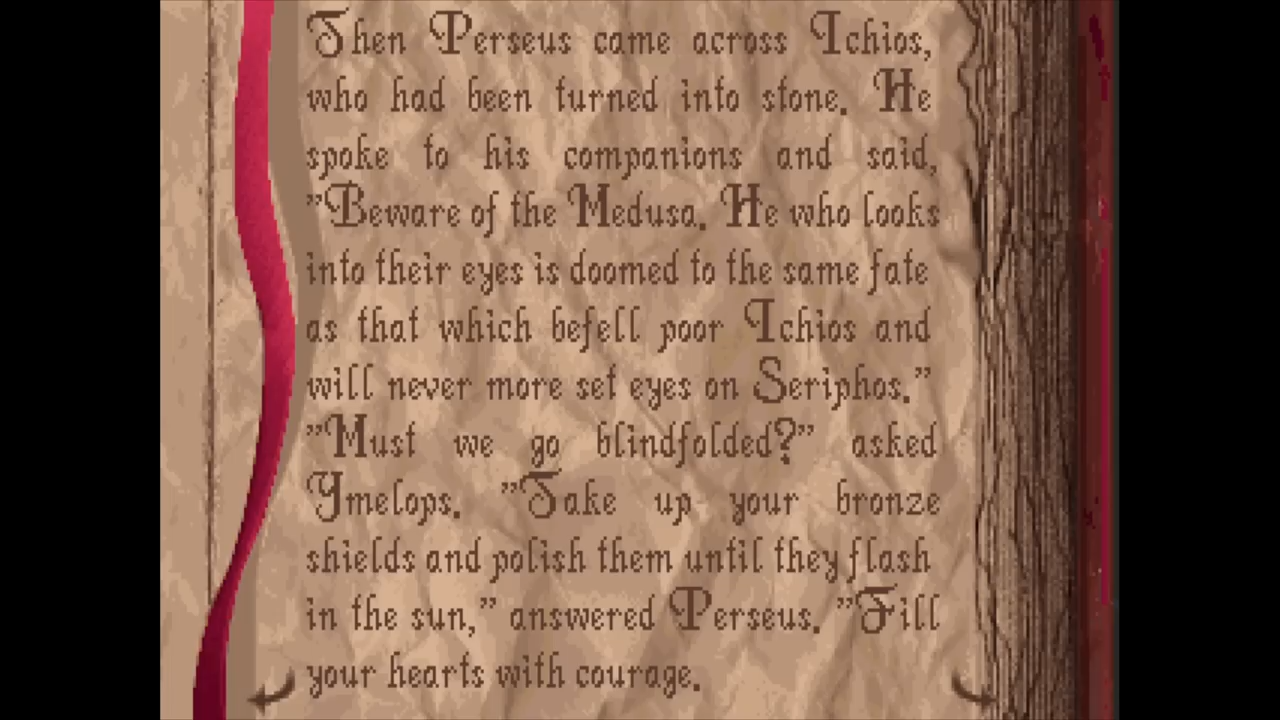 Then Perseus came across Ichios,
who had been turned into stone. He
spoke to his companions and said,
"Beware of the Medusa. He who looks
into their eyes is doomed to the same fate
as that which befell poor Ichios and
will never more set eyes on Seriphos."
"Must we go blindfolded?" asked
Ymelops. "Take up your bronze
shields and polish them until they flash
in the sun," answered Perseus. "Fill
your hearts with courage.